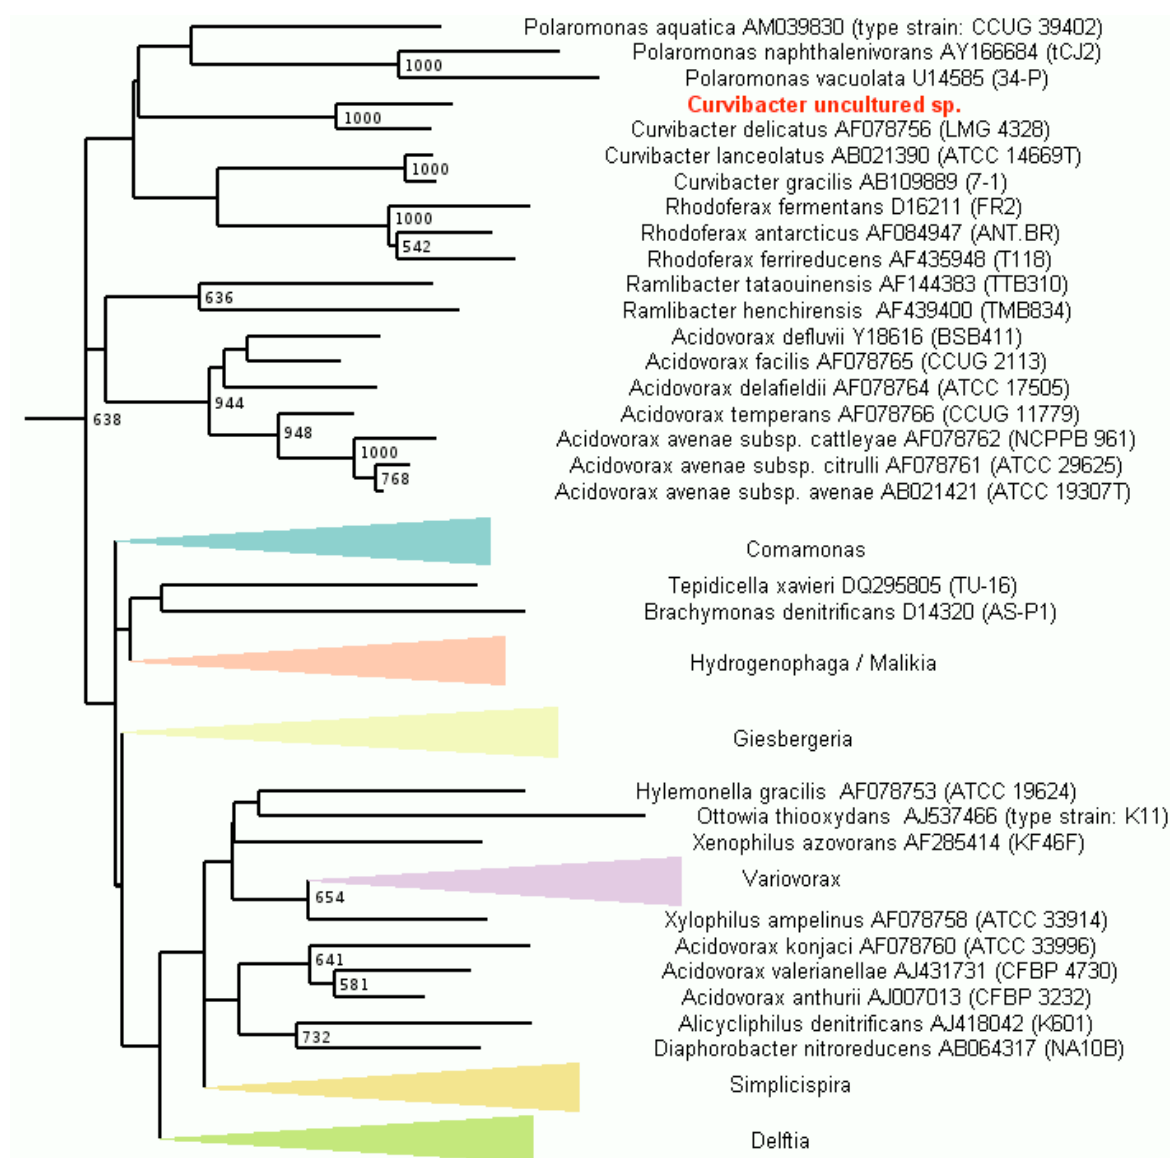 Polaromonas aquatica AM039830 (type strain: CCUG 39402)
Polaromonas naphthalenivorans AY166684 (tCJ2)
1000
Polaromonas vacuolata U14585 (34-P)
Curvibacter uncultured sp.
1000
Curvibacter delicatus AF078756 (LMG 4328)
Curvibacter lanceolatus AB021390 (ATCC 14669T)
1000
Curvibacter gracilis AB109889 (7-1)
Rhodoferax fermentans D16211 (FR2)
1000
Rhodoferax antarcticus AF084947 (ANT.BR)
542
Rhodoferax ferrireducens AF435948 (T118)
Ramlibacter tataouinensis AF144383 (TTB310)
636
Ramlibacter henchirensis AF439400 (TMB834)
Acidovorax defluvii Y18616 (BSB411)
Acidovorax facilis AF078765 (CCUG 2113)
Acidovorax delafieldii AF078764 (ATCC 17505)
944
Acidovorax temperans AF078766 (CCUG 11779)
638
948
Acidovorax avenae subsp. cattleyae AF078762 (NCPPB 961)
1000
Acidovorax avenae subsp. citrulli AF078761 (ATCC 29625)
768
Acidovorax avenae subsp. avenae AB021421 (ATCC 19307T)
Comamonas
Tepidicella xavieri DQ295805 (TU-16)
Brachymonas denitrificans D14320 (AS-P1)
Hydrogenophaga / Malikia
Giesbergeria
Hylemonella gracilis AF078753 (ATCC 19624)
Ottowia thiooxydans AJ537466 (type strain: K11)
Xenophilus azovorans AF285414 (KF46F)
Variovorax
654
Xylophilus ampelinus AF078758 (ATCC 33914)
Acidovorax konjaci AF078760 (ATCC 33996)
641
Acidovorax valerianellae AJ431731 (CFBP 4730)
581
Acidovorax anthurii AJ007013 (CFBP 3232)
Alicycliphilus denitrificans AJ418042 (K601)
732
Diaphorobacter nitroreducens AB064317 (NA10B)
Simplicispira
Delftia